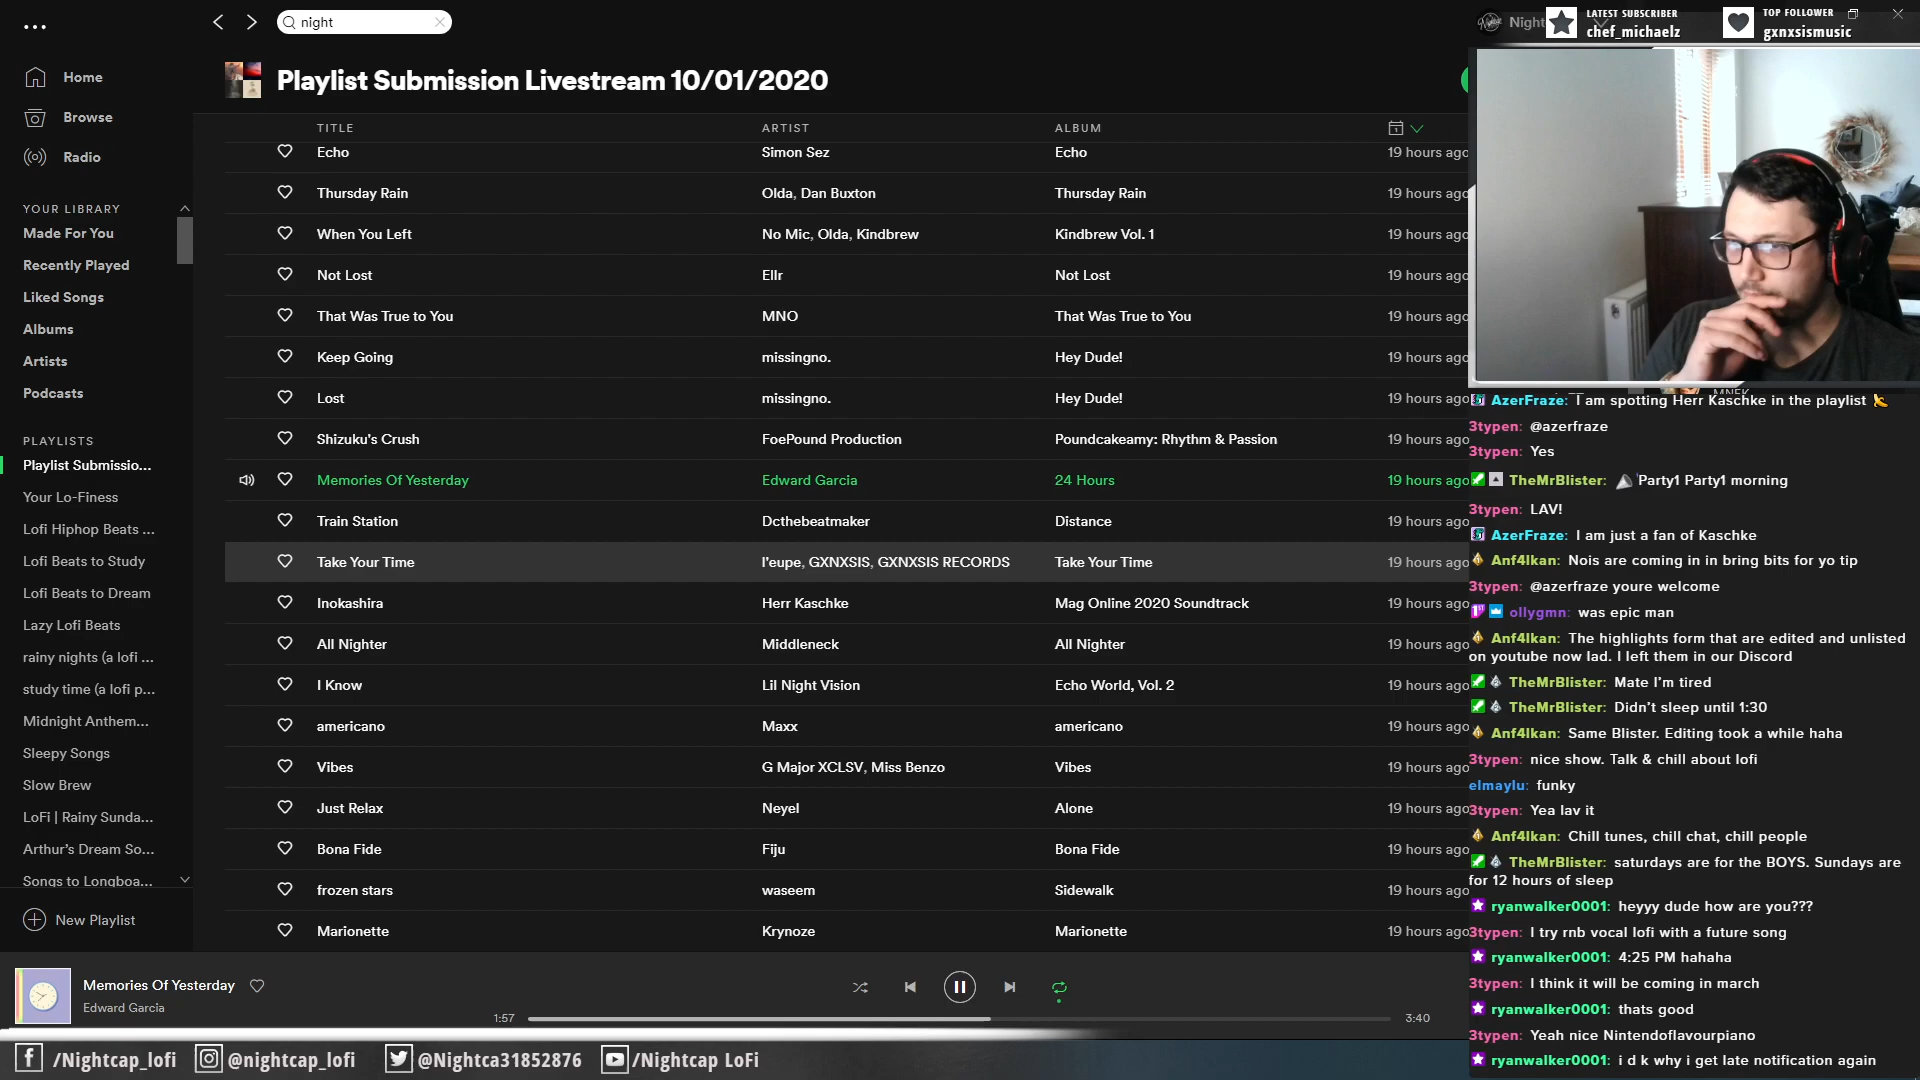 night
Night
LATEST SUBSCRIBER
chef_michaelz
TOP FOLLOWER
gxnxsismusic
Home
Browse
Radio
YOUR LIBRARY
Made For You
Recently Played
Liked Songs
Albums
Artists
Podcasts
PLAYLISTS
Playlist Submissio...
Your Lo-Finess
Lofi Hiphop Beats ...
Lofi Beats to Study
Lofi Beats to Dream
Lazy Lofi Beats
rainy nights (a lofi ...
study time (a lofi p...
Midnight Anthem...
Sleepy Songs
Slow Brew
LoFi | Rainy Sunda...
Arthur's Dream So...
Songs to Longboa...
New Playlist
Playlist Submission Livestream 10/01/2020
TITLE ARTIST ALBUM
Echo Simon Sez Echo 19 hours ago
Thursday Rain Olda, Dan Buxton Thursday Rain 19 hours ago
When You Left No Mic, Olda, Kindbrew Kindbrew Vol. 1 19 hours ago
Not Lost Ellr Not Lost 19 hours ago
That Was True to You MNO That Was True to You 19 hours ago
Keep Going missingno. Hey Dude! 19 hours ago
Lost missingno. Hey Dude! 19 hours ago
Shizuku's Crush FoePound Production Poundcakeamy: Rhythm & Passion 19 hours ago
Memories Of Yesterday Edward Garcia 24 Hours 19 hours ago
Train Station Dcthebeatmaker Distance 19 hours ago
Take Your Time l'eupe, GXNXSIS, GXNXSIS RECORDS Take Your Time 19 hours ago
Inokashira Herr Kaschke Mag Online 2020 Soundtrack 19 hours ago
All Nighter Middleneck All Nighter 19 hours ago
I Know Lil Night Vision Echo World, Vol. 2 19 hours ago
americano Maxx americano 19 hours ago
Vibes G Major XCLSV, Miss Benzo Vibes 19 hours ago
Just Relax Neyel Alone 19 hours ago
Bona Fide Fiju Bona Fide 19 hours ago
frozen stars waseem Sidewalk 19 hours ago
Marionette Krynoze Marionette 19 hours ago
AzerFraze: I am spotting Herr Kaschke in the playlist
3typen: @azerfraze
3typen: Yes
TheMrBlister: Party1 Party1 morning
3typen: LAV!
AzerFraze: I am just a fan of Kaschke
Anf4lkan: Nois are coming in in bring bits for yo tip
3typen: @azerfraze youre welcome
ollygmn: was epic man
Anf4lkan: The highlights form that are edited and unlisted
on youtube now lad. I left them in our Discord
TheMrBlister: Mate I'm tired
TheMrBlister: Didn't sleep until 1:30
Anf4lkan: Same Blister. Editing took a while haha
3typen: nice show. Talk & chill about lofi
elmaylu: funky
3typen: Yea lav it
Anf4lkan: Chill tunes, chill chat, chill people
TheMrBlister: saturdays are for the BOYS. Sundays are
for 12 hours of sleep
ryanwalker0001: heyyy dude how are you???
3typen: I try rnb vocal lofi with a future song
ryanwalker0001: 4:25 PM hahaha
3typen: I think it will be coming in march
ryanwalker0001: thats good
3typen: Yeah nice Nintendoflavourpiano
ryanwalker0001: i d k why i get late notification again
Memories Of Yesterday
Edward Garcia
1:57
3:40
/Nightcap_lofi @nightcap_lofi @Nightca31852876 /Nightcap LoFi